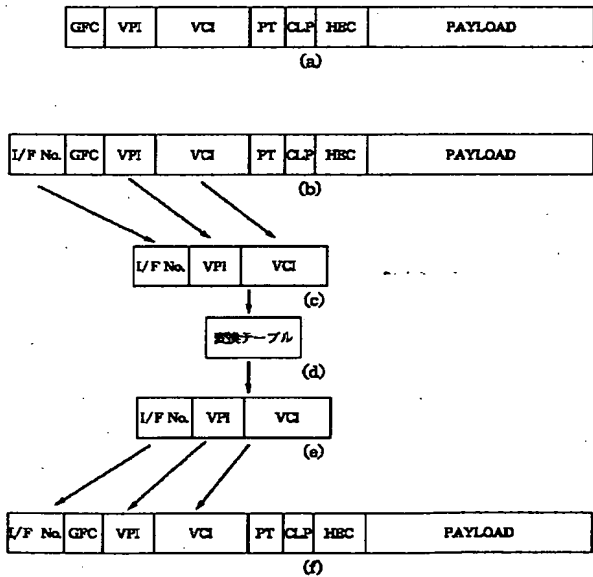 GFC VPI VCI PT CLP HEC PAYLOAD
(a)
I/F No. GFC VPI VCI PT CLP HEC PAYLOAD
(b)
I/F No. VPI VCI
(c)
変換テーブル
(d)
I/F No. VPI VCI
(e)
I/F No. GFC VPI VCI PT CLP HEC PAYLOAD
(f)